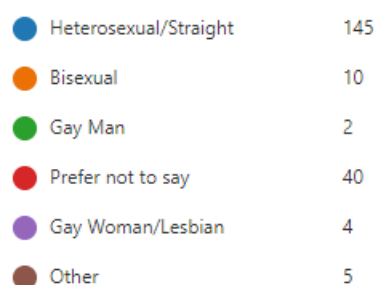 Heterosexual/Straight 145
Bisexual 10
Gay Man 2
Prefer not to say 40
Gay Woman/Lesbian 4
Other 5